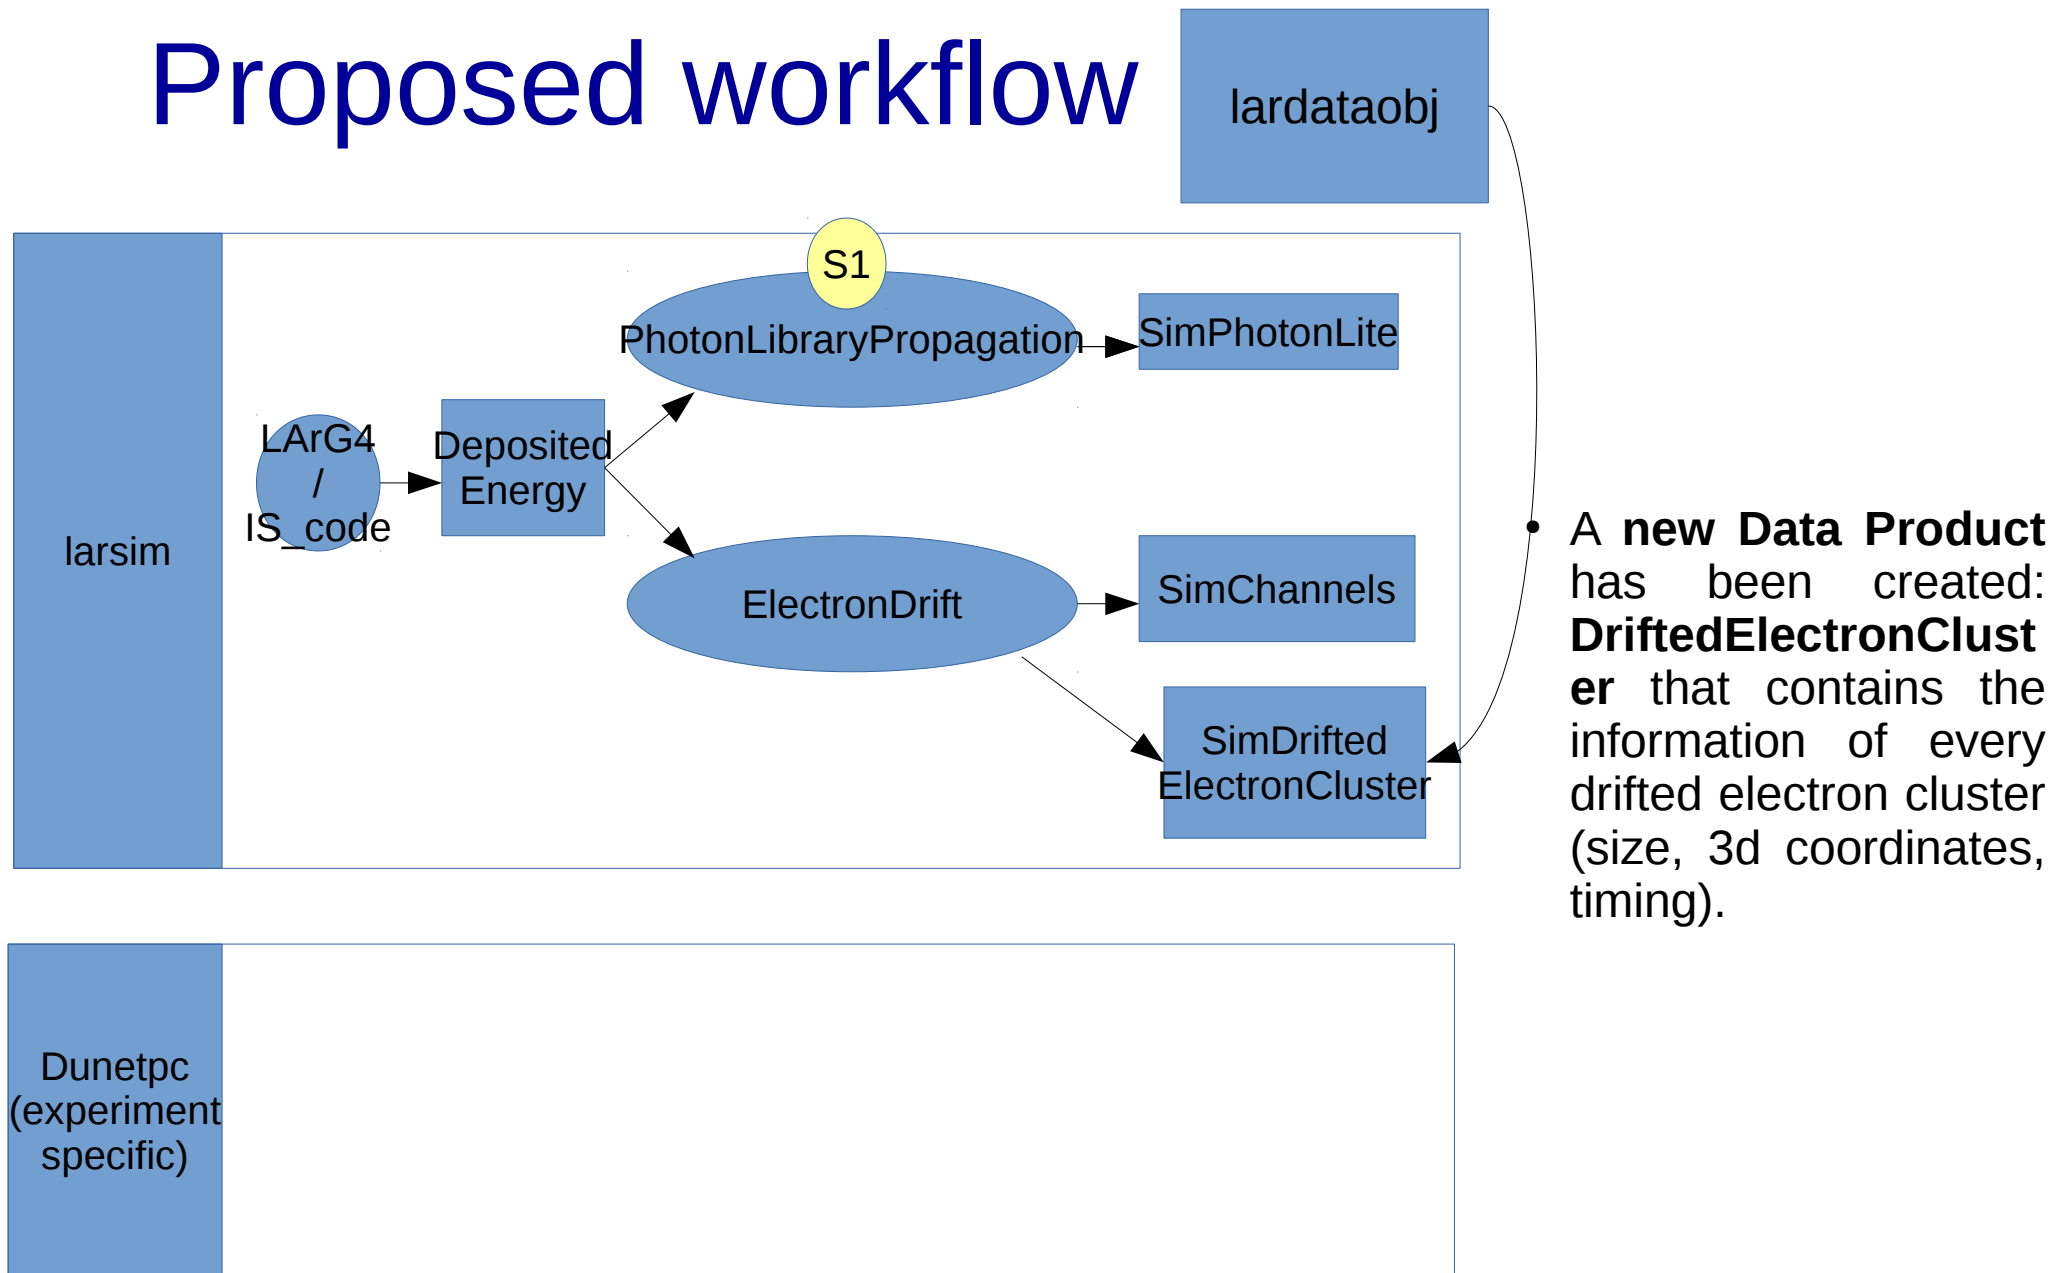 Proposed workflow
lardataobj
S1
PhotonLibraryPropagation
SimPhotonLite
LArG4
/
IS_code
Deposited
Energy
larsim
ElectronDrift
SimChannels
SimDrifted
ElectronCluster
• A new Data Product
has been created:
DriftedElectronClust
er that contains the
information of every
drifted electron cluster
(size, 3d coordinates,
timing).
Dunetpc
(experiment
specific)